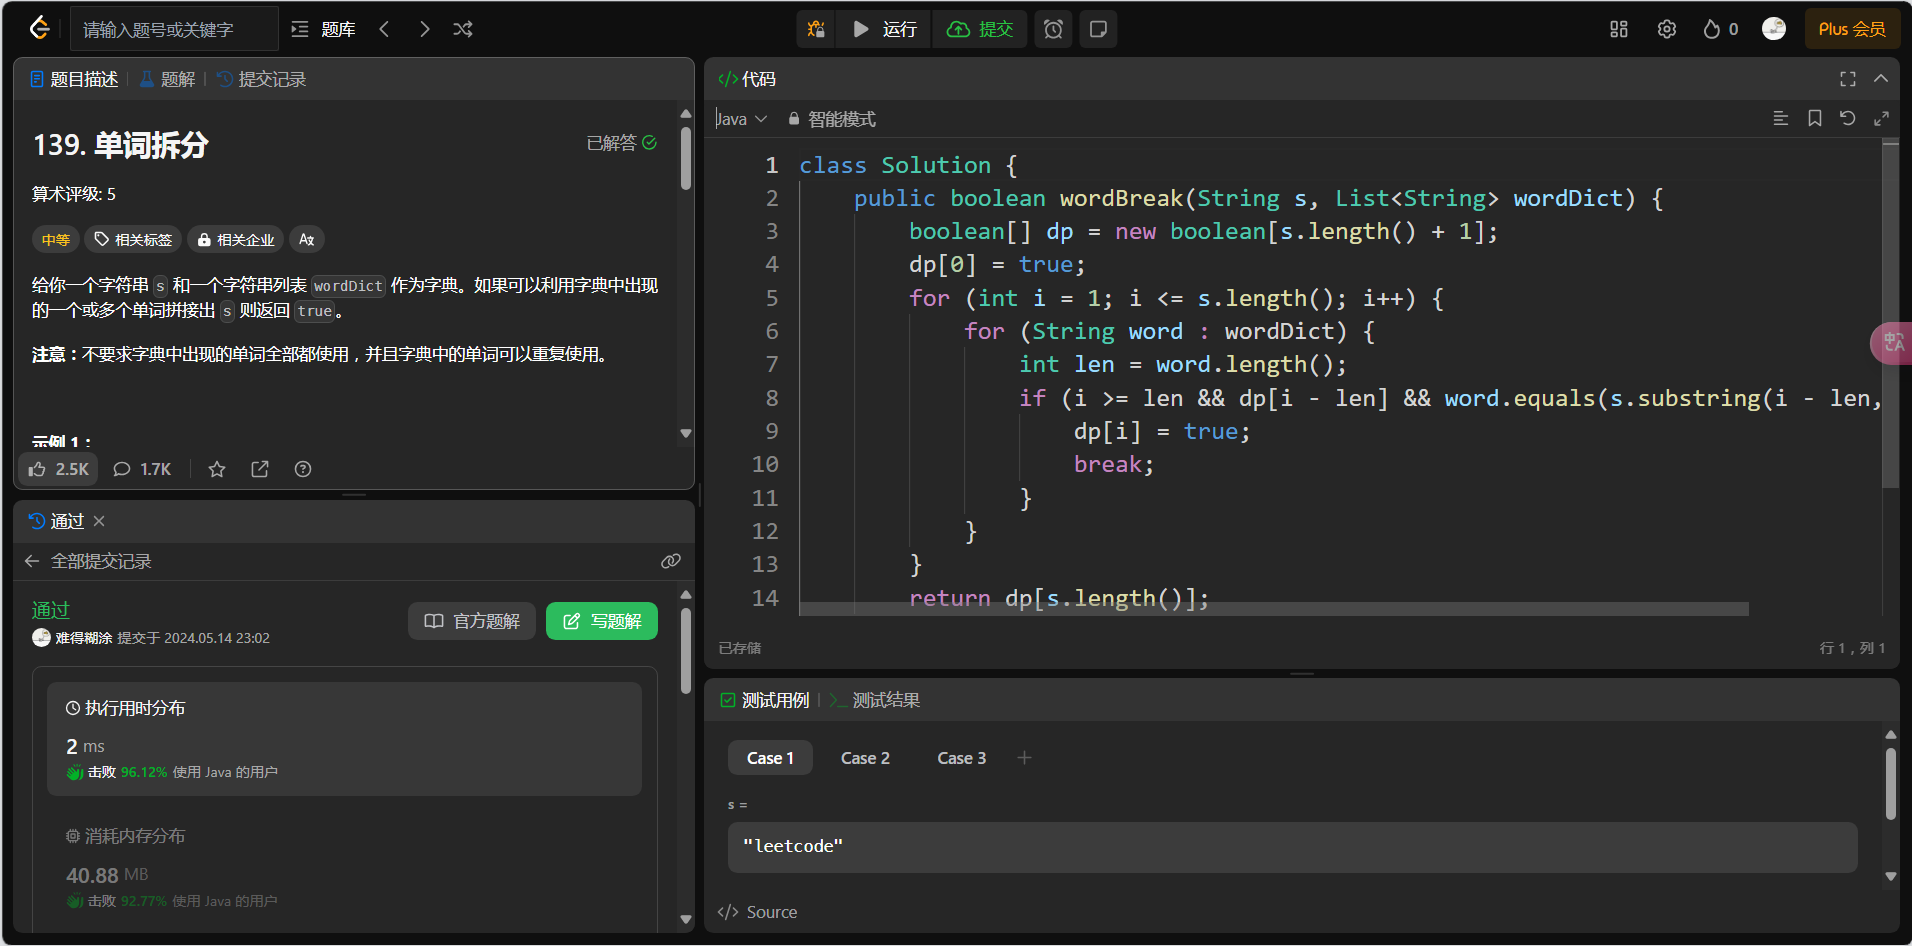 请输入题号或关键字
题库
运行
提交
0
Plus 会员
题目描述
题解
提交记录
139. 单词拆分
已解答
算术评级: 5
中等
相关标签
相关企业
给你一个字符串 s 和一个字符串列表 wordDict 作为字典。如果可以利用字典中出现
的一个或多个单词拼接出 s 则返回 true。
注意：不要求字典中出现的单词全部都使用，并且字典中的单词可以重复使用。
示例 1：
2.5K
1.7K
通过
全部提交记录
通过
难得糊涂 提交于 2024.05.14 23:02
官方题解
写题解
执行用时分布
2 ms
击败 96.12% 使用 Java 的用户
消耗内存分布
40.88 MB
击败 92.77% 使用 Java 的用户
代码
Java
智能模式
1 class Solution {
2 public boolean wordBreak(String s, List<String> wordDict) {
3 boolean[] dp = new boolean[s.length() + 1];
4 dp[0] = true;
5 for (int i = 1; i <= s.length(); i++) {
6 for (String word : wordDict) {
7 int len = word.length();
8 if (i >= len && dp[i - len] && word.equals(s.substring(i - len,
9 dp[i] = true;
10 break;
11 }
12 }
13 }
14 return dp[s.length()];
已存储
行 1，列 1
测试用例
测试结果
Case 1
Case 2
Case 3
s =
"leetcode"
Source